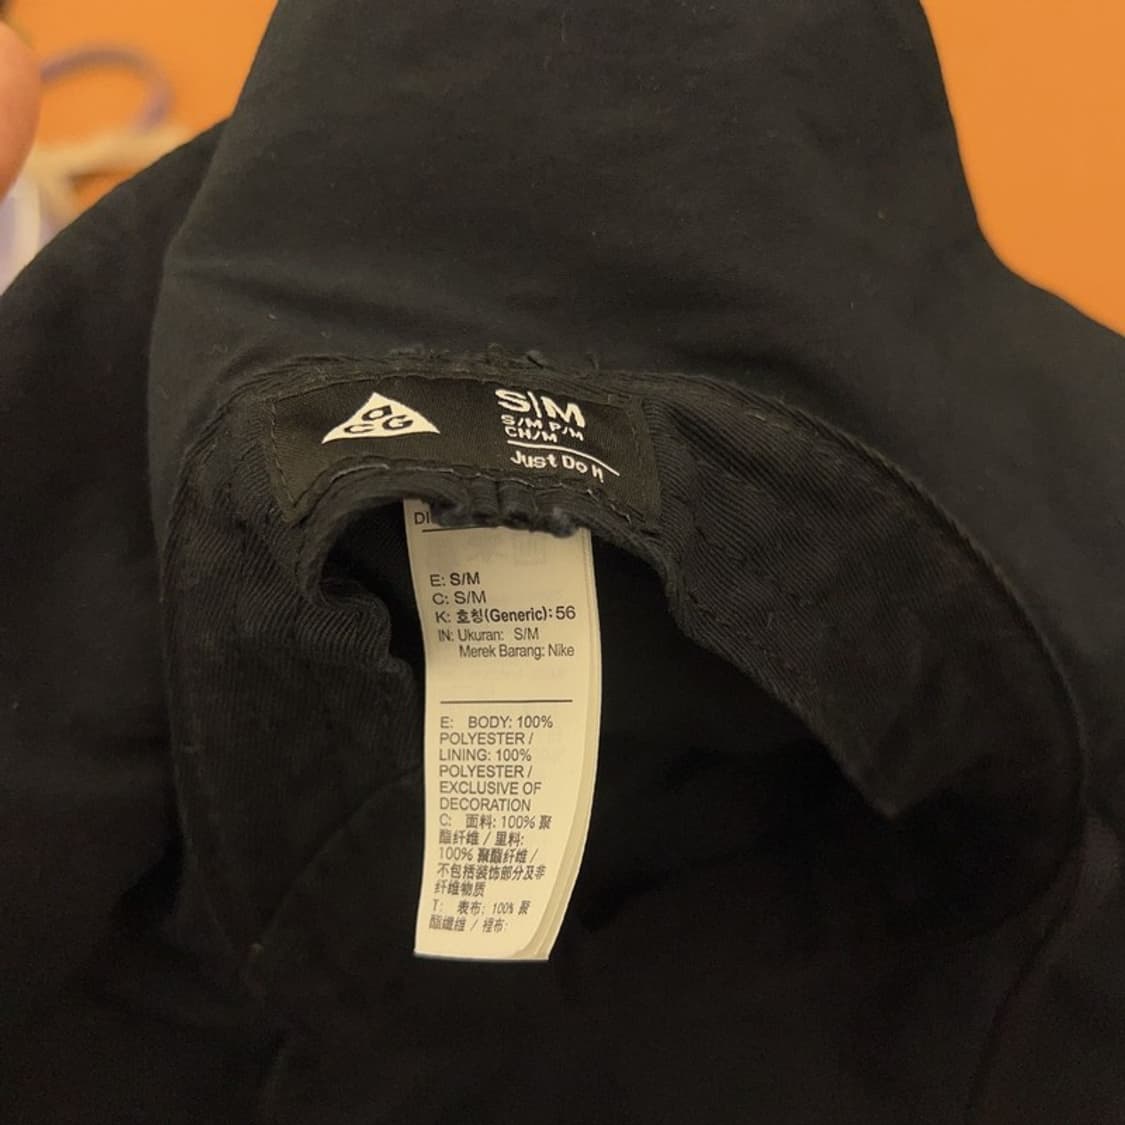 ACG
S|M
S/M P/M
CH/M
Just Do It
E: S/M
C: S/M
K: 호칭(Generic): 56
IN: Ukuran: S/M
Merek Barang: Nike
E: BODY: 100%
POLYESTER /
LINING: 100%
POLYESTER /
EXCLUSIVE OF
DECORATION
C: 面料: 100% 聚
酯纤维 / 里料:
100% 聚酯纤维 /
不包括装饰部分及非
纤维物质
T: 表布: 100% 聚
酯纖維 / 裡布: